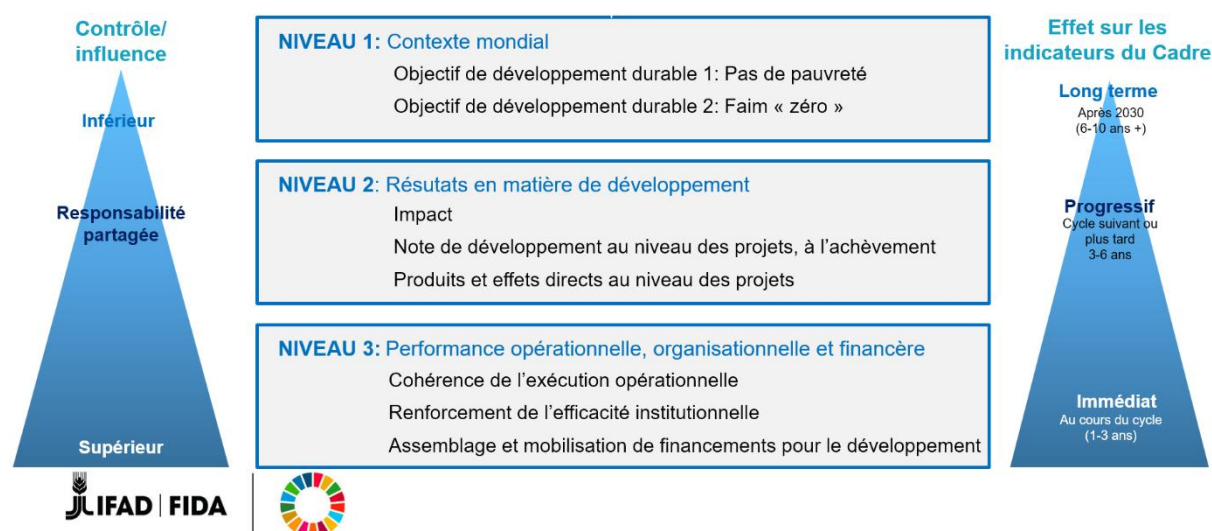 Contrôle/
influence
Inférieur
Responsabilité
partagée
Supérieur
NIVEAU 1: Contexte mondial
Objectif de développement durable 1: Pas de pauvreté
Objectif de développement durable 2: Faim « zéro »
NIVEAU 2: Résutats en matière de développement
Impact
Note de développement au niveau des projets, à l’achèvement
Produits et effets directs au niveau des projets
NIVEAU 3: Performance opérationnelle, organisationnelle et financère
Cohérence de l’exécution opérationnelle
Renforcement de l’efficacité institutionnelle
Assemblage et mobilisation de financements pour le développement
Effet sur les
indicateurs du Cadre
Long terme
Après 2030
(6-10 ans +)
Progressif
Cycle suivant ou
plus tard
3-6 ans
Immédiat
Au cours du cycle
(1-3 ans)
JLIFAD | FIDA